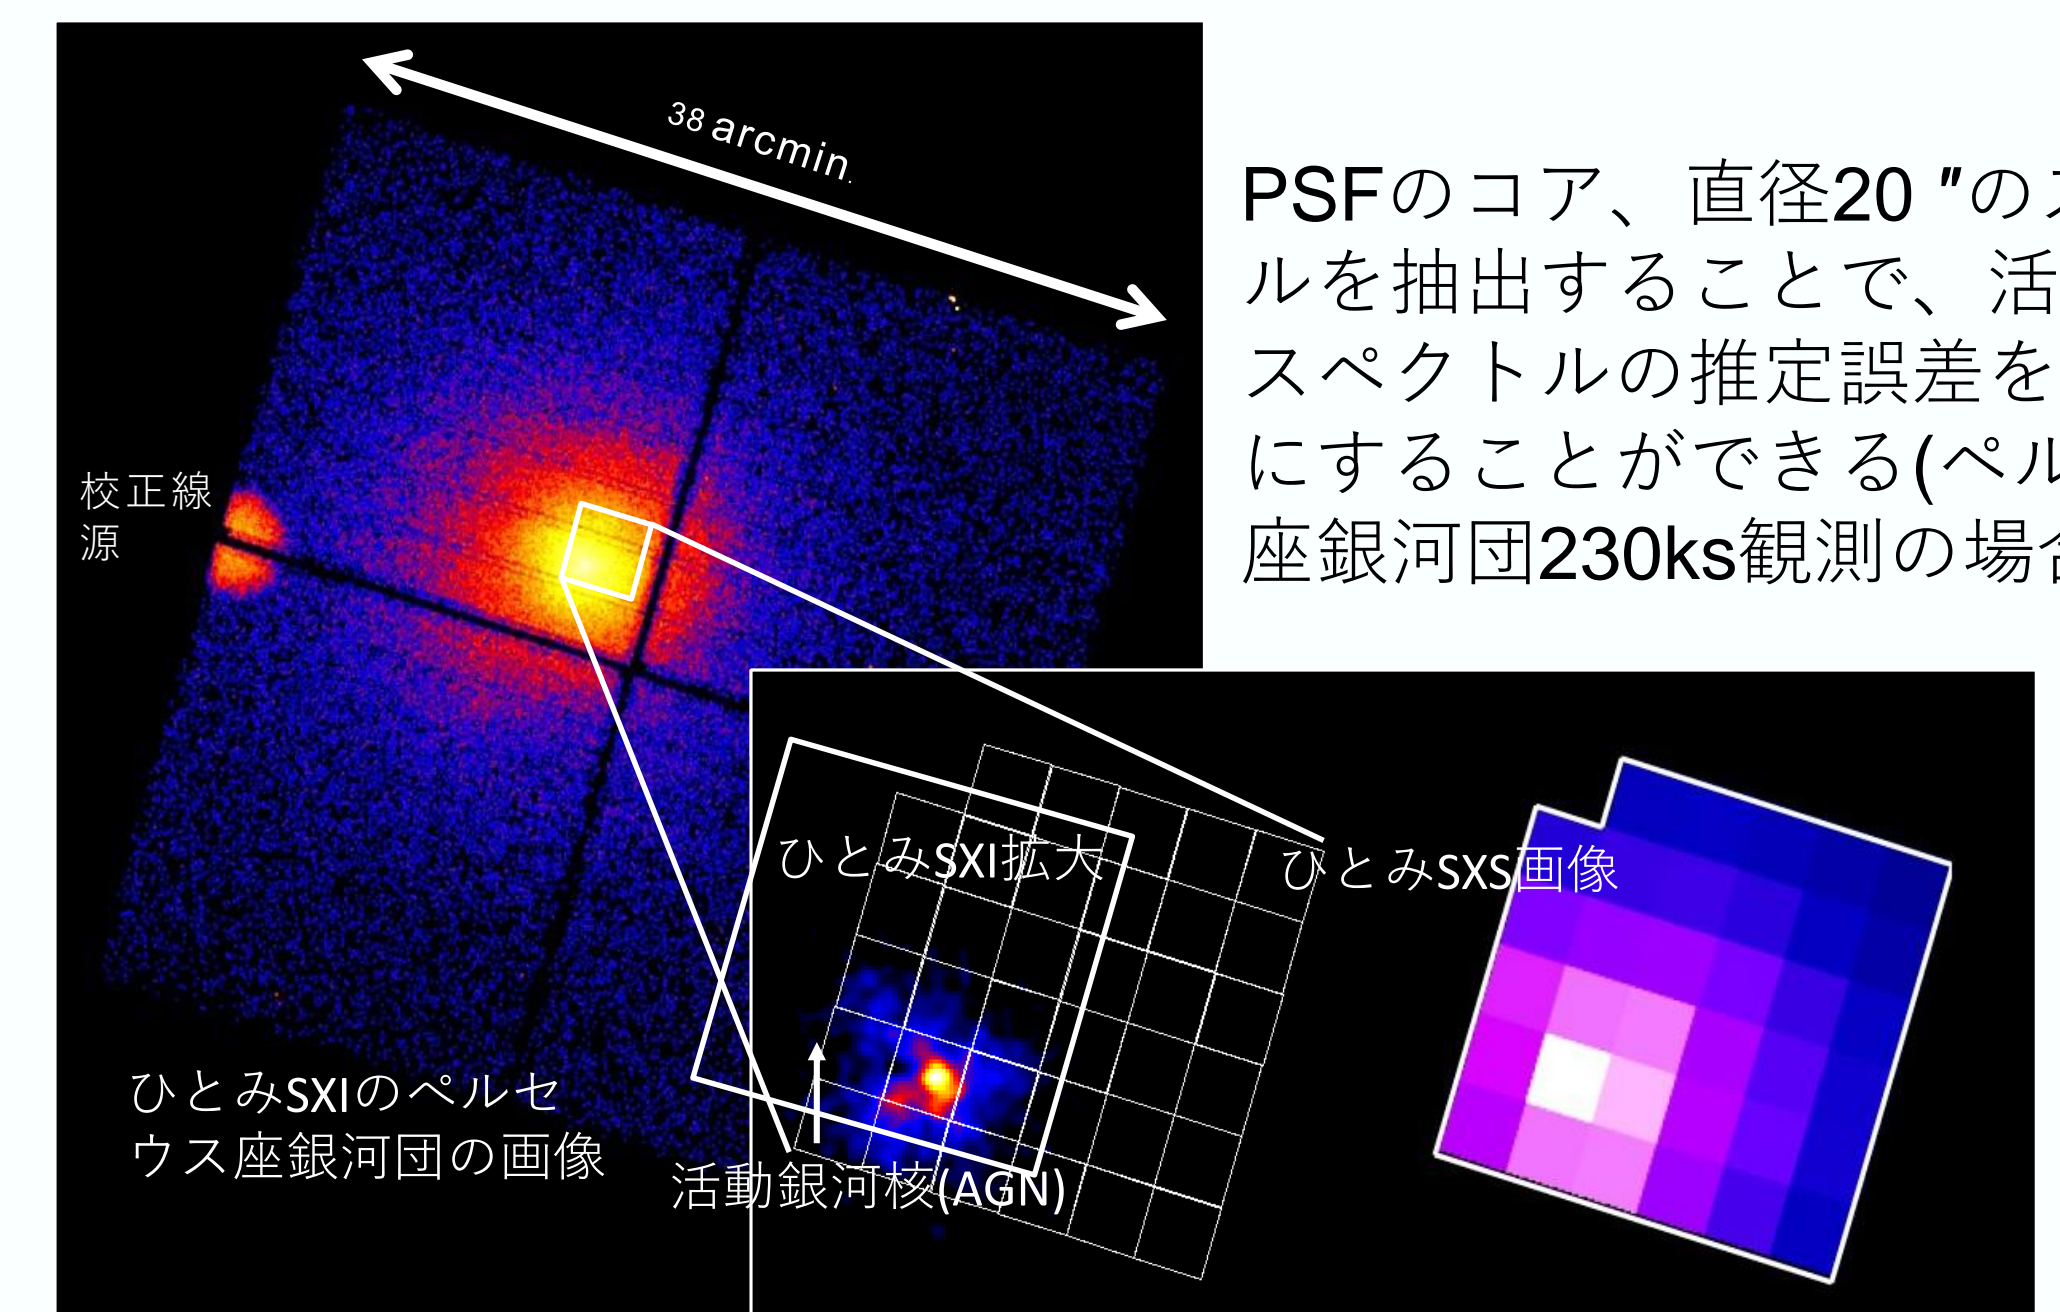 38 arcmin.
PSFのコア、直径20 ″の
ルを抽出することで、活
スペクトルの推定誤差を
にすることができる(ペル
座銀河団230ks観測の場合
校正線
源
ひとみSXI拡大
ひとみSXS画像
ひとみSXIのペルセ
ウス座銀河団の画像
活動銀河核(AGN)